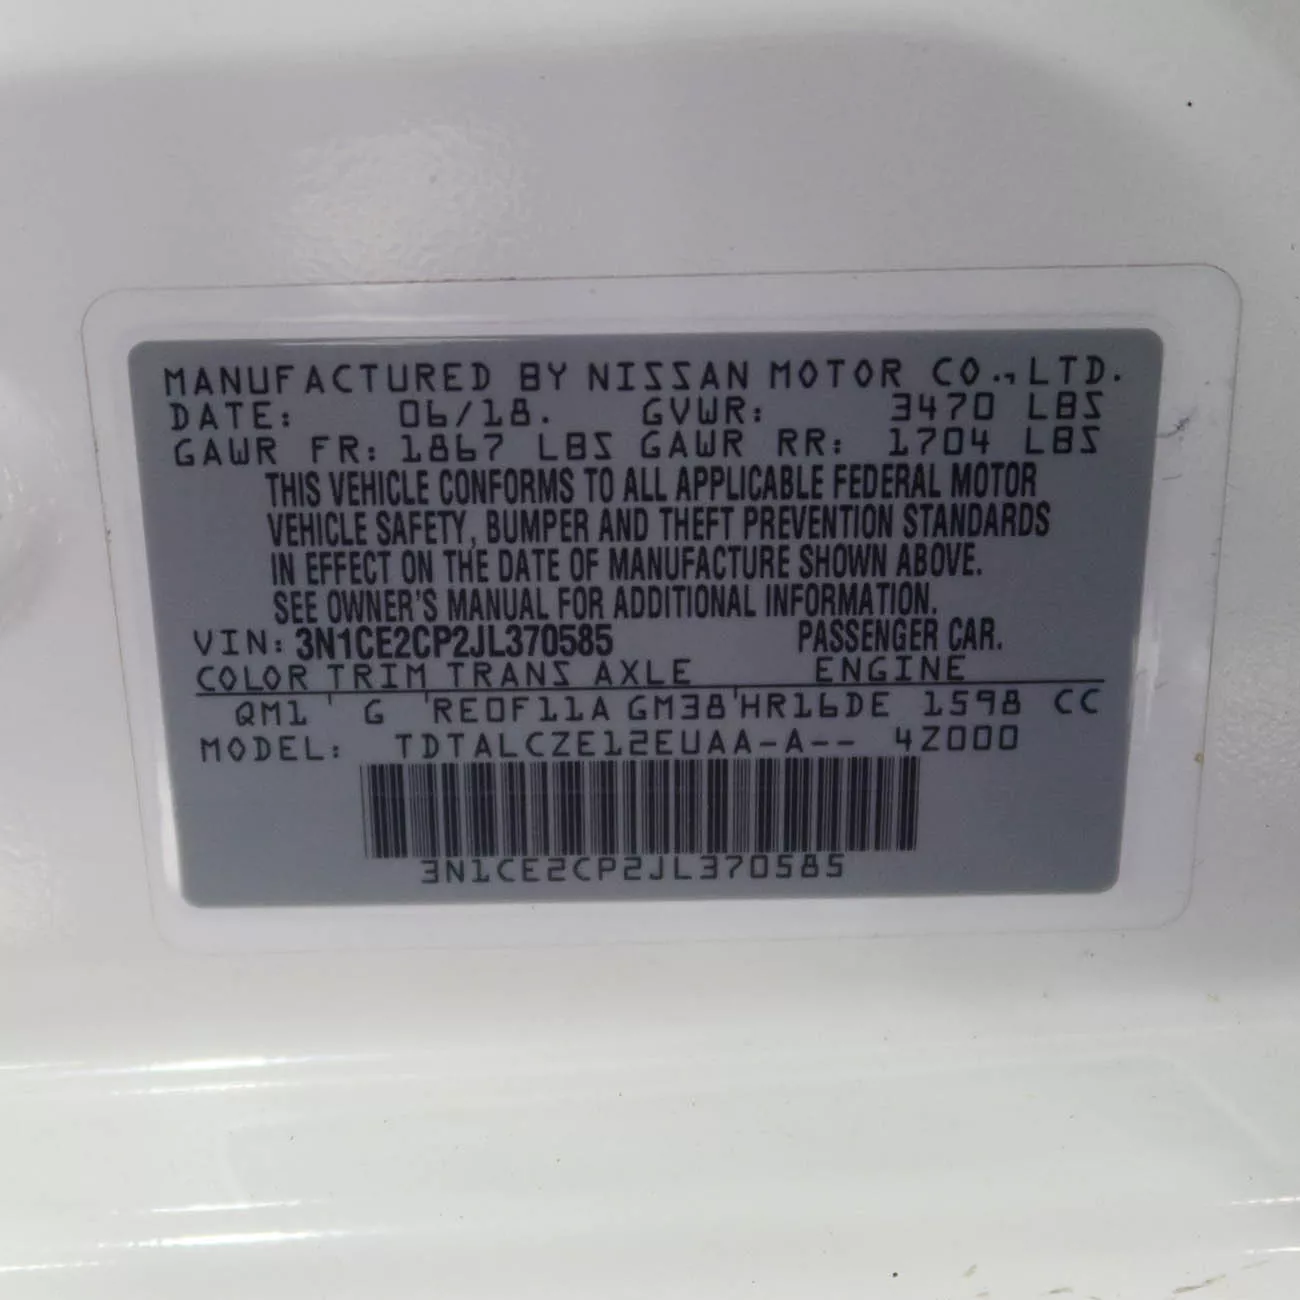 MANUFACTURED BY NISSAN MOTOR CO., LTD.
DATE: 06/18. GVWR: 3470 LBS
GAWR FR: 1867 LBS GAWR RR: 1704 LBS
THIS VEHICLE CONFORMS TO ALL APPLICABLE FEDERAL MOTOR
VEHICLE SAFETY, BUMPER AND THEFT PREVENTION STANDARDS
IN EFFECT ON THE DATE OF MANUFACTURE SHOWN ABOVE.
SEE OWNER'S MANUAL FOR ADDITIONAL INFORMATION.
VIN: 3N1CE2CP2JL370585 PASSENGER CAR.
COLOR TRIM TRANS AXLE ENGINE
QM1 ' G 'RE0F11A GM38'HR16DE 1598 CC
MODEL: TDTALCZE12EUAA-A-- 4Z000
3N1CE2CP2JL370585